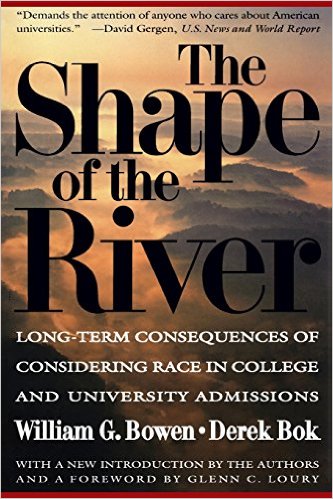 "Demands the attention of anyone who cares about American
universities." —David Gergen, U.S. News and World Report
The
Shape
of the
River
LONG-TERM CONSEQUENCES OF
CONSIDERING RACE IN COLLEGE
AND UNIVERSITY ADMISSIONS
William G. Bowen • Derek Bok
WITH A NEW INTRODUCTION BY THE AUTHORS
AND A FOREWORD BY GLENN C. LOURY